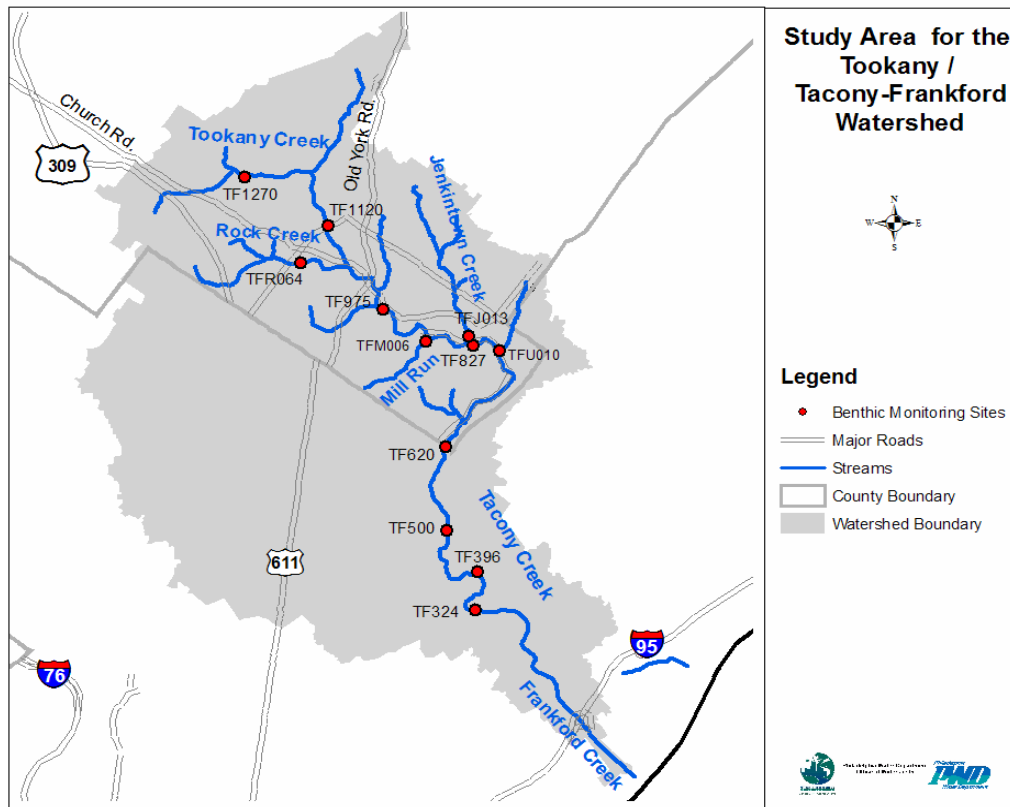 Study Area for the
Tookany /
Tacony-Frankford
Watershed
N
W
E
S
Church Rd.
309
Tookany Creek
Old York Rd.
TF1270
TF1120
Jenkintown Creek
Rock Creek
TFR064
TF975
TFJ013
TFM006
TF827
TFU010
Mill Run
TF620
TF500
Tacony Creek
TF396
611
TF324
95
76
Frankford Creek
Legend
Benthic Monitoring Sites
Major Roads
Streams
County Boundary
Watershed Boundary
PWD